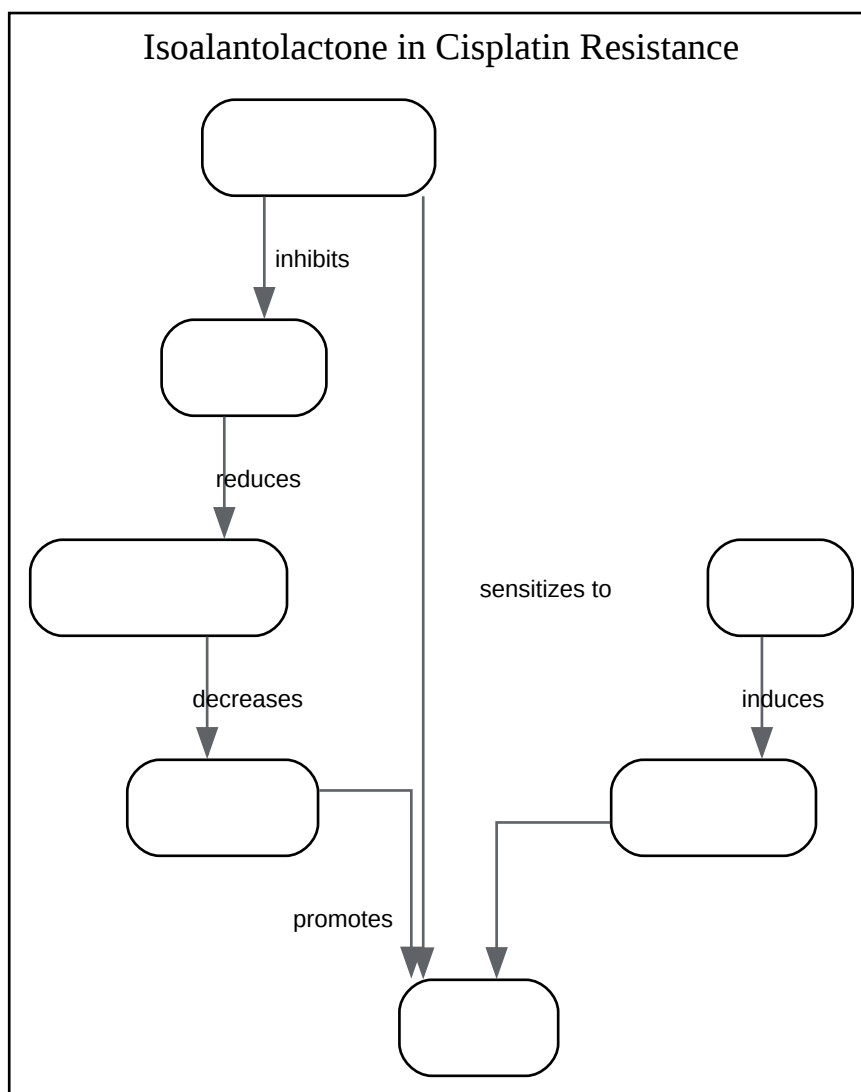 Isoalantolactone in Cisplatin Resistance
inhibits
reduces
sensitizes to
decreases
induces
promotes